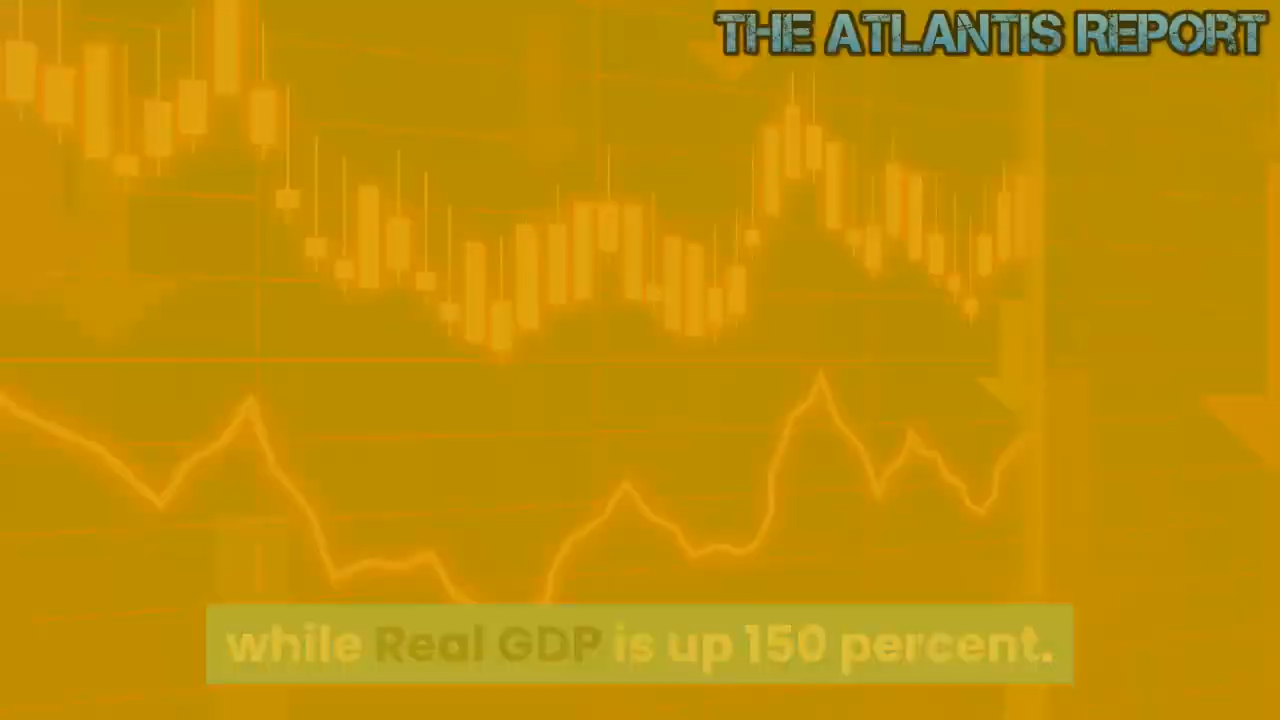 THE ATLANTIS REPORT
while Real GDP is up 150 percent.